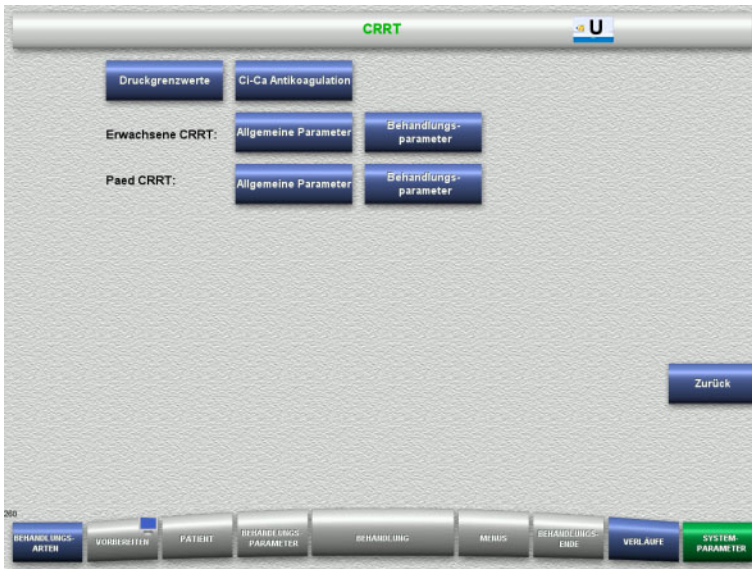 CRRT
U
Druckgrenzwerte
Ci-Ca Antikoagulation
Erwachsene CRRT:
Allgemeine Parameter
Behandlungs-
parameter
Paed CRRT:
Allgemeine Parameter
Behandlungs-
parameter
Zurück
260
BEHANDLUNGS-
ARTEN
VORBEREITEN
PATIENT
BEHANDLUNGS-
PARAMETER
BEHANDLUNG
MENUS
BEHANDLUNGS-
ENDE
VERLÄUFE
SYSTEM-
PARAMETER